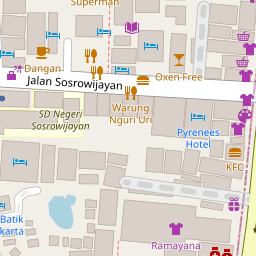 Superman
Dangan
Oxen Free
Jalan Sosrowijayan
Warung
Nguri Uri
SD Negeri
Sosrowijayan
Pyrenees
Hotel
KFC
Batik
karta
Ramayana